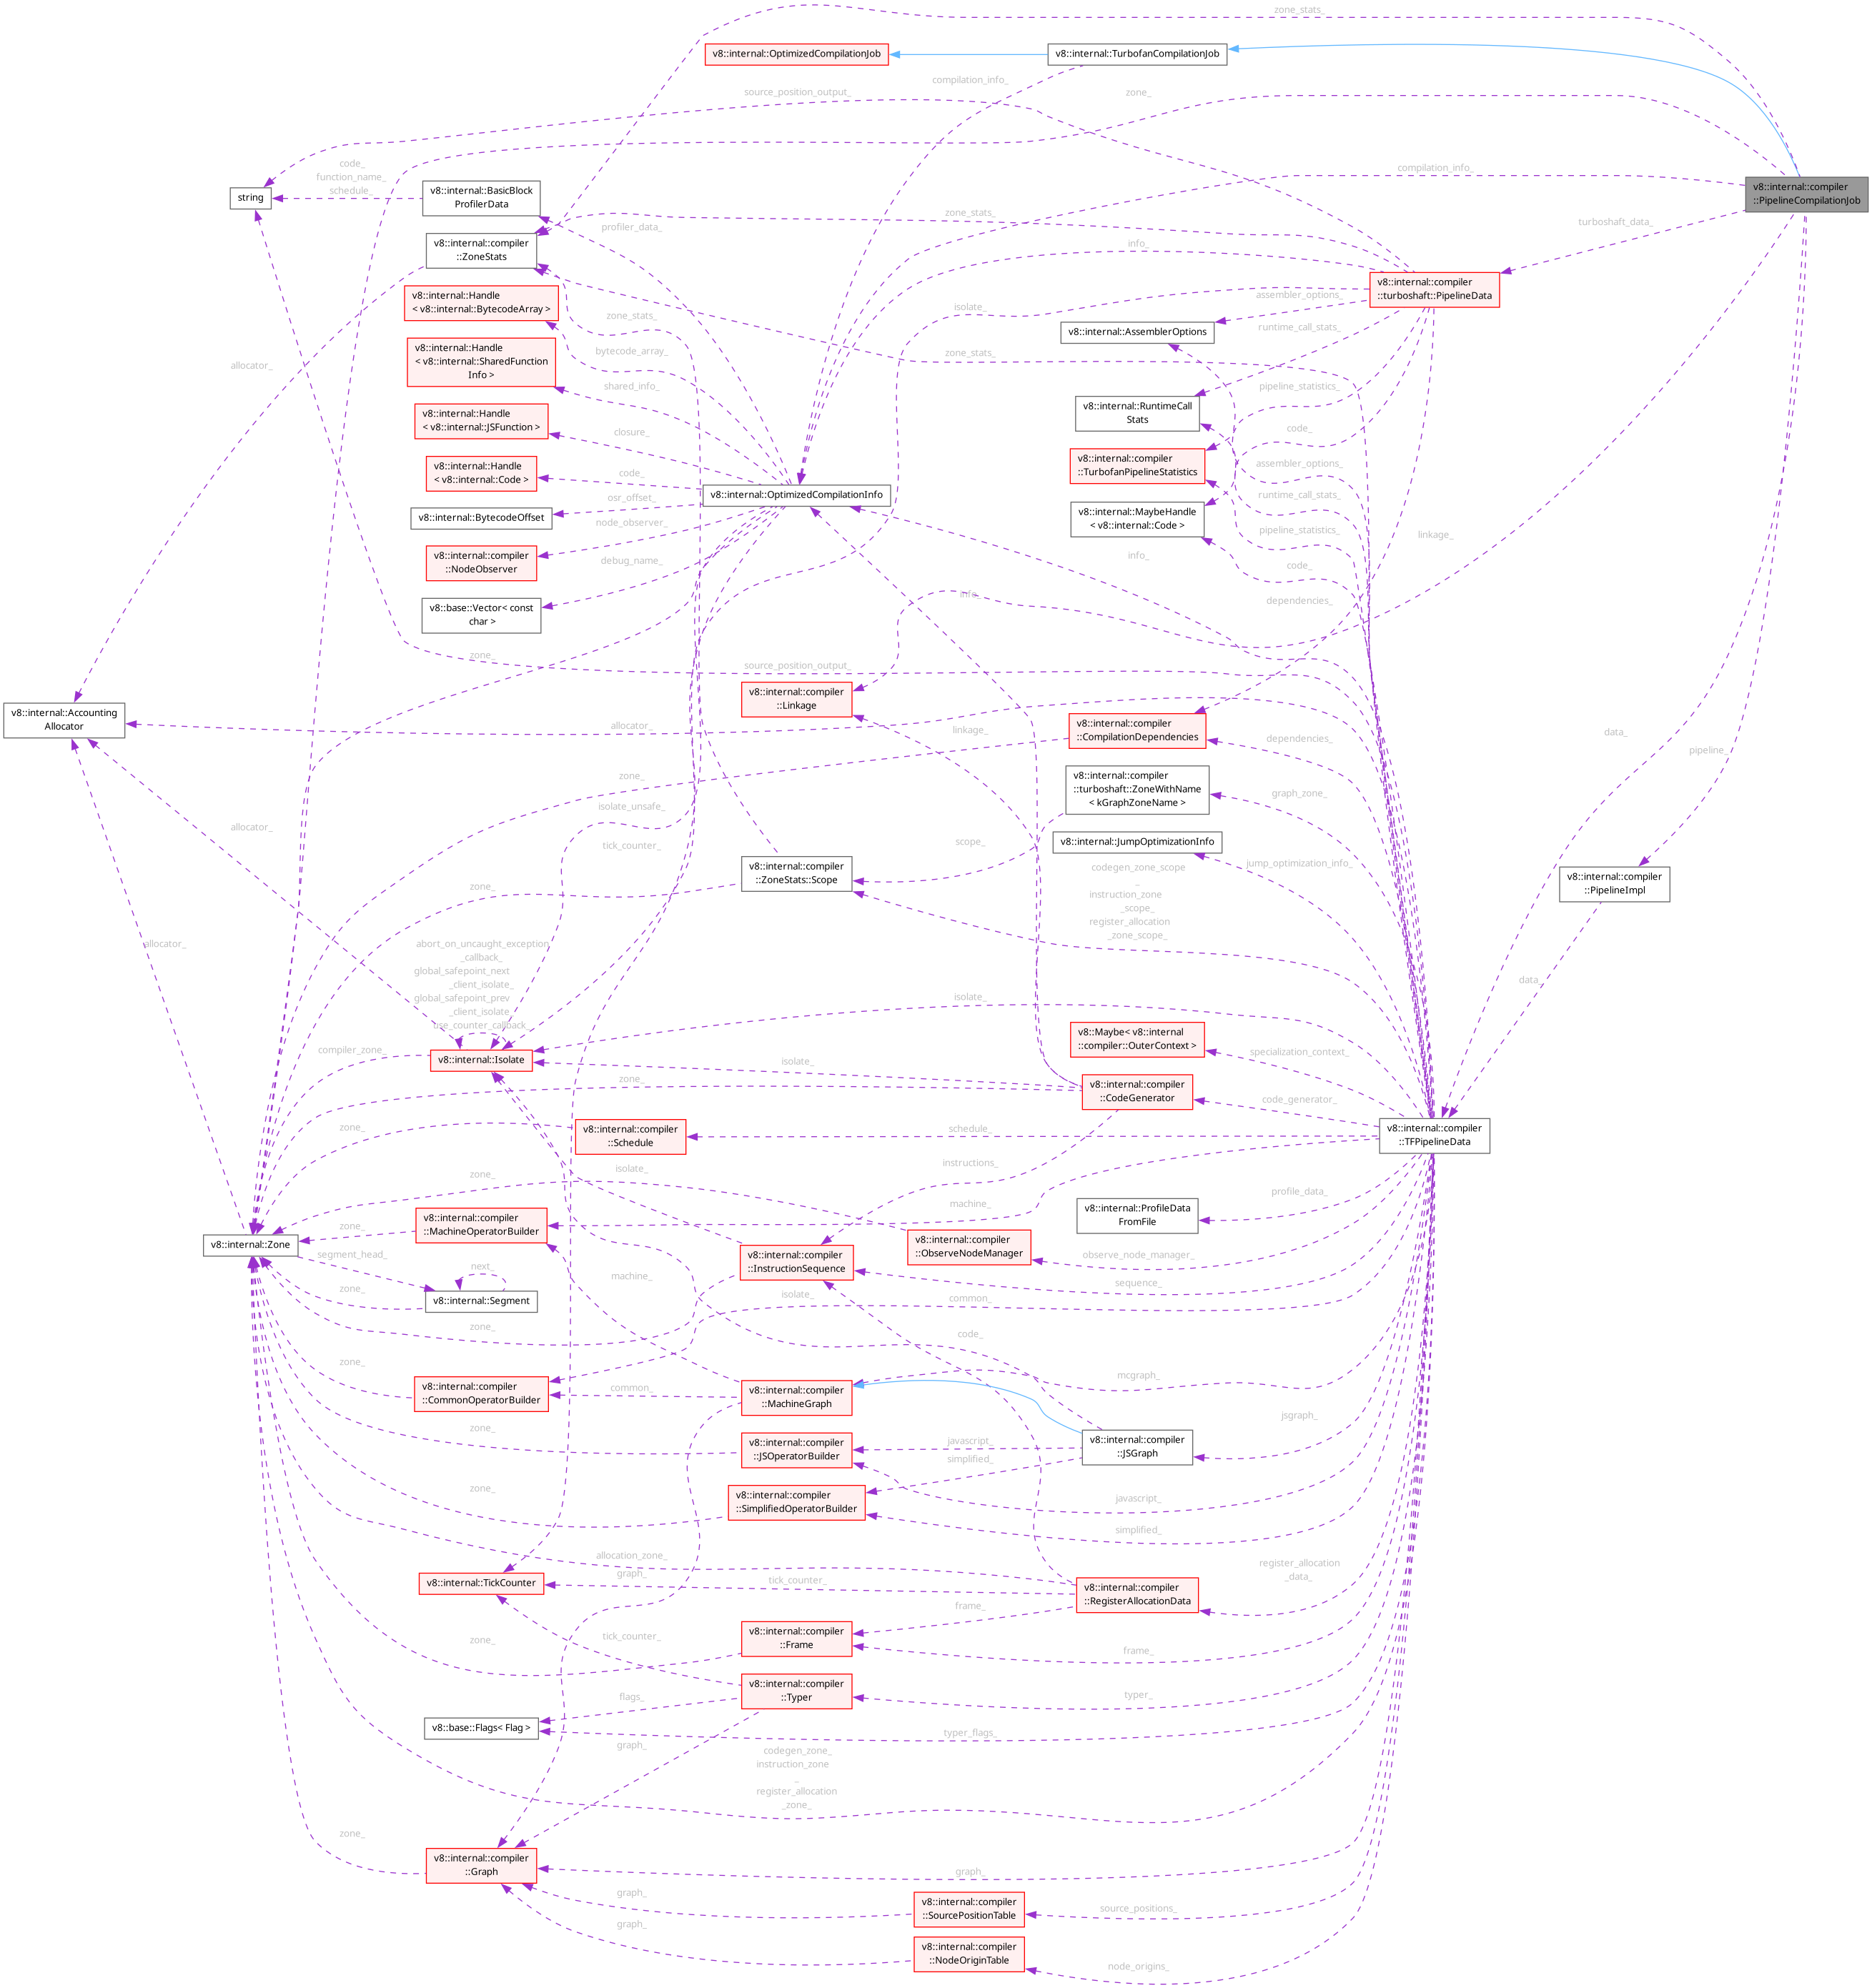 zone_stats_
v8::internal::OptimizedCompilationJob
v8::internal::TurbofanCompilationJob
compilation_info_
source_position_output_
zone_
code_
function_name_
schedule_
string
v8::internal::BasicBlock
ProfilerData
compilation_info_
v8::internal::compiler
::PipelineCompilationJob
profiler_data_
zone_stats_
turboshaft_data_
v8::internal::compiler
::ZoneStats
info_
v8::internal::compiler
::turboshaft::PipelineData
v8::internal::Handle
< v8::internal::BytecodeArray >
zone_stats_
isolate_
assembler_options_
v8::internal::AssemblerOptions
runtime_call_stats_
v8::internal::Handle
< v8::internal::SharedFunction
Info >
bytecode_array_
zone_stats_
allocator_
shared_info_
pipeline_statistics_
v8::internal::RuntimeCall
Stats
v8::internal::Handle
< v8::internal::JSFunction >
closure_
code_
v8::internal::compiler
::TurbofanPipelineStatistics
assembler_options_
v8::internal::Handle
< v8::internal::Code >
code_
v8::internal::OptimizedCompilationInfo
runtime_call_stats_
osr_offset_
v8::internal::BytecodeOffset
v8::internal::MaybeHandle
< v8::internal::Code >
node_observer_
pipeline_statistics_
linkage_
v8::internal::compiler
::NodeObserver
debug_name_
info_
code_
v8::base::Vector< const
char >
info_
dependencies_
zone_
source_position_output_
v8::internal::compiler
::Linkage
v8::internal::Accounting
Allocator
allocator_
linkage_
v8::internal::compiler
::CompilationDependencies
dependencies_
data_
pipeline_
zone_
v8::internal::compiler
::turboshaft::ZoneWithName
< kGraphZoneName >
graph_zone_
isolate_unsafe_
allocator_
tick_counter_
scope_
v8::internal::JumpOptimizationInfo
jump_optimization_info_
v8::internal::compiler
::ZoneStats::Scope
codegen_zone_scope
_
instruction_zone
_scope_
register_allocation
_zone_scope_
v8::internal::compiler
::PipelineImpl
zone_
allocator_
abort_on_uncaught_exception
_callback_
global_safepoint_next
_client_isolate_
global_safepoint_prev
_client_isolate_
use_counter_callback_
data_
isolate_
v8::Maybe< v8::internal
::compiler::OuterContext >
specialization_context_
compiler_zone_
v8::internal::Isolate
isolate_
zone_
v8::internal::compiler
::CodeGenerator
code_generator_
zone_
v8::internal::compiler
::Schedule
schedule_
v8::internal::compiler
::TFPipelineData
isolate_
instructions_
zone_
machine_
v8::internal::ProfileData
FromFile
profile_data_
v8::internal::Zone
zone_
v8::internal::compiler
::MachineOperatorBuilder
v8::internal::compiler
::InstructionSequence
v8::internal::compiler
::ObserveNodeManager
observe_node_manager_
segment_head_
next_
machine_
sequence_
zone_
v8::internal::Segment
isolate_
common_
zone_
code_
zone_
v8::internal::compiler
::CommonOperatorBuilder
common_
v8::internal::compiler
::MachineGraph
mcgraph_
zone_
javascript_
simplified_
v8::internal::compiler
::JSGraph
jsgraph_
v8::internal::compiler
::JSOperatorBuilder
zone_
v8::internal::compiler
::SimplifiedOperatorBuilder
javascript_
simplified_
allocation_zone_
graph_
v8::internal::TickCounter
tick_counter_
v8::internal::compiler
::RegisterAllocationData
register_allocation
_data_
frame_
zone_
tick_counter_
v8::internal::compiler
::Frame
frame_
v8::internal::compiler
::Typer
typer_
flags_
v8::base::Flags< Flag >
typer_flags_
graph_
codegen_zone_
instruction_zone
_
register_allocation
_zone_
zone_
v8::internal::compiler
::Graph
graph_
graph_
v8::internal::compiler
::SourcePositionTable
source_positions_
graph_
v8::internal::compiler
::NodeOriginTable
node_origins_